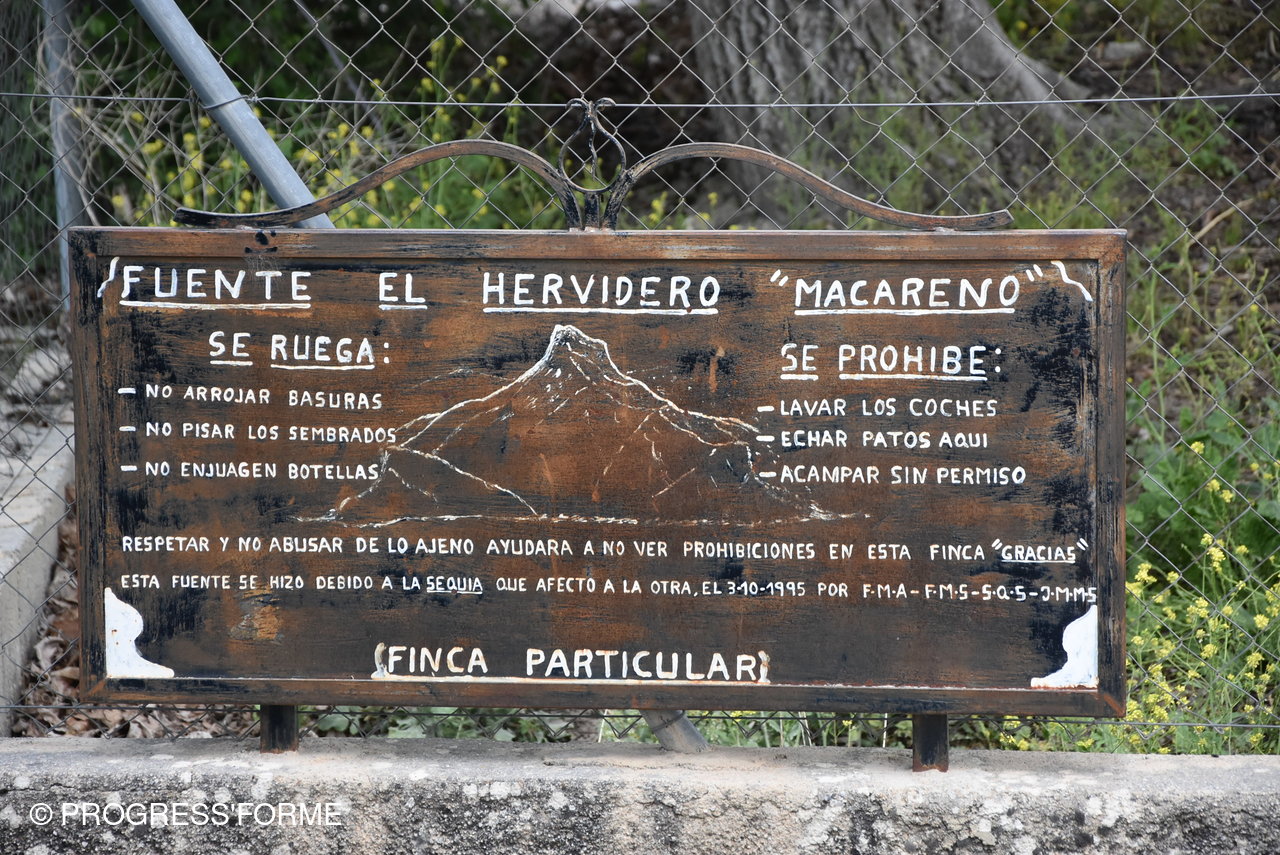 FUENTE EL HERVIDERO "MACARENO"
SE RUEGA:
- NO ARROJAR BASURAS
- NO PISAR LOS SEMBRADOS
- NO ENJUAGEN BOTELLAS
SE PROHIBE:
- LAVAR LOS COCHES
- ECHAR PATOS AQUI
- ACAMPAR SIN PERMISO
RESPETAR Y NO ABUSAR DE LO AJENO AYUDARA A NO VER PROHIBICIONES EN ESTA FINCA "GRACIAS"
ESTA FUENTE SE HIZO DEBIDO A LA SEQUIA QUE AFECTO A LA OTRA, EL 3-10-1995 POR F·M·A - F·M·S - S·Q·S - J·M·M·S
(FINCA PARTICULAR)
© PROGRESS'FORME